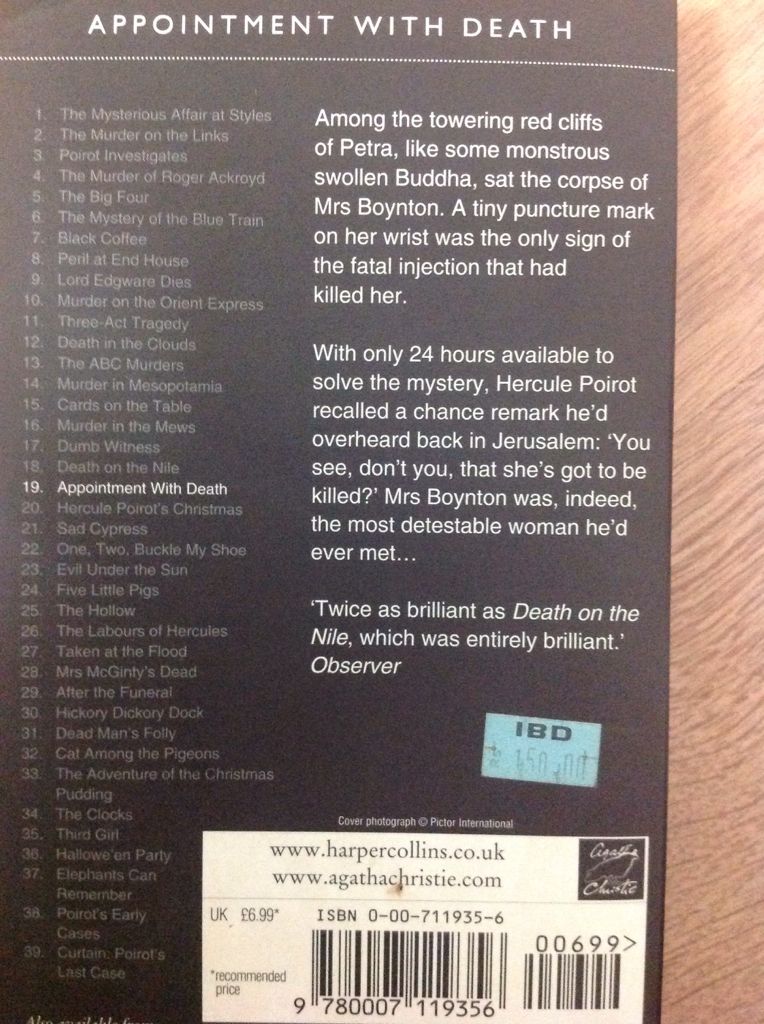 APPOINTMENT WITH DEATH
1. The Mysterious Affair at Styles
2. The Murder on the Links
3. Poirot Investigates
4. The Murder of Roger Ackroyd
5. The Big Four
6. The Mystery of the Blue Train
7. Black Coffee
8. Peril at End House
9. Lord Edgware Dies
10. Murder on the Orient Express
11. Three-Act Tragedy
12. Death in the Clouds
13. The ABC Murders
14. Murder in Mesopotamia
15. Cards on the Table
16. Murder in the Mews
17. Dumb Witness
18. Death on the Nile
19. Appointment With Death
20. Hercule Poirot's Christmas
21. Sad Cypress
22. One, Two, Buckle My Shoe
23. Evil Under the Sun
24. Five Little Pigs
25. The Hollow
26. The Labours of Hercules
27. Taken at the Flood
28. Mrs McGinty's Dead
29. After the Funeral
30. Hickory Dickory Dock
31. Dead Man's Folly
32. Cat Among the Pigeons
33. The Adventure of the Christmas
Pudding
34. The Clocks
35. Third Girl
36. Hallowe'en Party
37. Elephants Can
Remember
38. Poirot's Early
Cases
39. Curtain: Poirot's
Last Case
Among the towering red cliffs
of Petra, like some monstrous
swollen Buddha, sat the corpse of
Mrs Boynton. A tiny puncture mark
on her wrist was the only sign of
the fatal injection that had
killed her.
With only 24 hours available to
solve the mystery, Hercule Poirot
recalled a chance remark he'd
overheard back in Jerusalem: 'You
see, don't you, that she's got to be
killed?' Mrs Boynton was, indeed,
the most detestable woman he'd
ever met…
'Twice as brilliant as Death on the
Nile, which was entirely brilliant.'
Observer
IBD
150.00
Cover photograph © Pictor International
www.harpercollins.co.uk
www.agathachristie.com
Agatha
Christie
UK £6.99*
ISBN 0-00-711935-6
00699>
*recommended
price
9 780007 119356